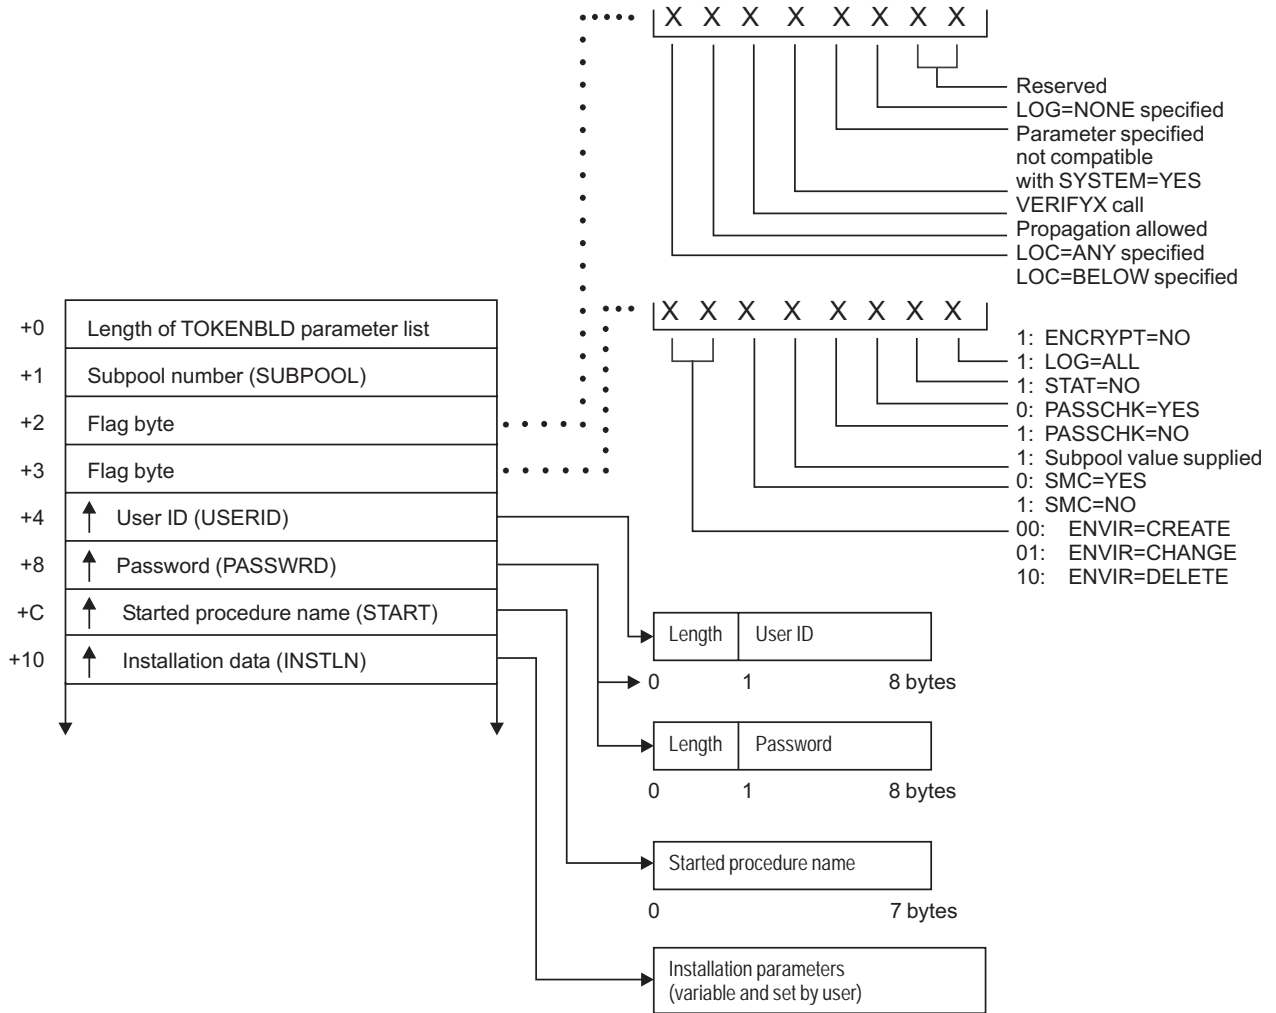 X X X X X X X X
Reserved
LOG=NONE specified
Parameter specified
not compatible
with SYSTEM=YES
VERIFYX call
Propagation allowed
LOC=ANY specified
LOC=BELOW specified
X X X X X X X X
1: ENCRYPT=NO
1: LOG=ALL
1: STAT=NO
0: PASSCHK=YES
1: PASSCHK=NO
1: Subpool value supplied
0: SMC=YES
1: SMC=NO
00: ENVIR=CREATE
01: ENVIR=CHANGE
10: ENVIR=DELETE
+0 Length of TOKENBLD parameter list
+1 Subpool number (SUBPOOL)
+2 Flag byte
+3 Flag byte
+4 User ID (USERID)
+8 Password (PASSWRD)
+C Started procedure name (START)
+10 Installation data (INSTLN)
Length User ID
0 1 8 bytes
Length Password
0 1 8 bytes
Started procedure name
0 7 bytes
Installation parameters
(variable and set by user)